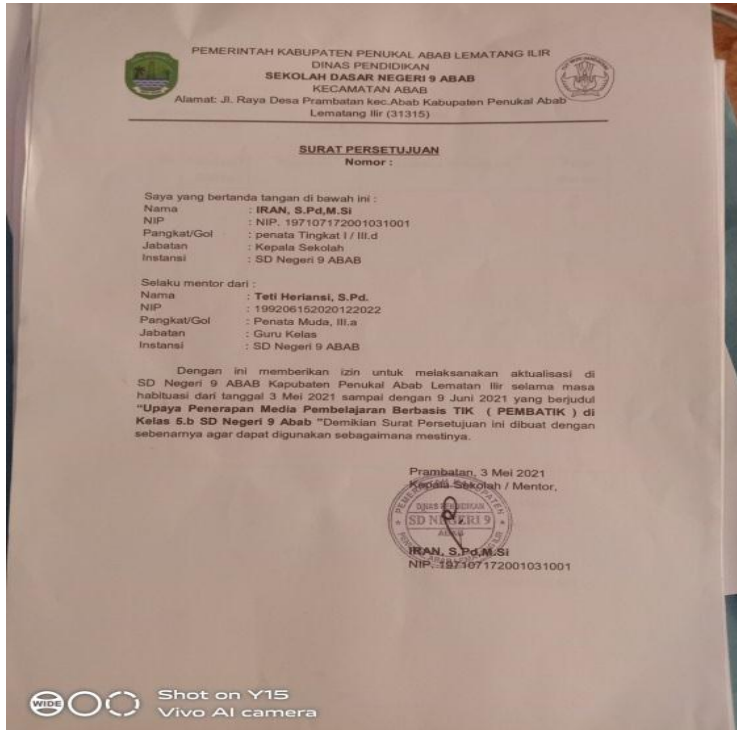 PEMERINTAH KABUPATEN PENUKAL ABAB LEMATANG ILIR
DINAS PENDIDIKAN
SEKOLAH DASAR NEGERI 9 ABAB
KECAMATAN ABAB
Alamat: Jl. Raya Desa Prambatan kec.Abab Kabupaten Penukal Abab
Lematang Ilir (31315)
SURAT PERSETUJUAN
Nomor :
Saya yang bertanda tangan di bawah ini :
Nama : IRAN, S.Pd,M.Si
NIP : NIP. 197107172001031001
Pangkat/Gol : penata Tingkat I / III.d
Jabatan : Kepala Sekolah
Instansi : SD Negeri 9 ABAB
Selaku mentor dari :
Nama : Teti Heriansi, S.Pd.
NIP : 199206152020122022
Pangkat/Gol : Penata Muda, III.a
Jabatan : Guru Kelas
Instansi : SD Negeri 9 ABAB
Dengan ini memberikan izin untuk melaksanakan aktualisasi di
SD Negeri 9 ABAB Kapubaten Penukal Abab Lematan Ilir selama masa
habituasi dari tanggal 3 Mei 2021 sampai dengan 9 Juni 2021 yang berjudul
"Upaya Penerapan Media Pembelajaran Berbasis TIK ( PEMBATIK ) di
Kelas 5.b SD Negeri 9 Abab "Demikian Surat Persetujuan ini dibuat dengan
sebenarnya agar dapat digunakan sebagaimana mestinya.
Prambatan, 3 Mei 2021
Kepala Sekolah / Mentor,
PEMERINTAH KABUPATEN
DINAS PENDIDIKAN
SD NEGERI 9
ABAB
IRAN, S.Pd,M.Si
NIP. 197107172001031001
WIDE
Shot on Y15
Vivo AI camera